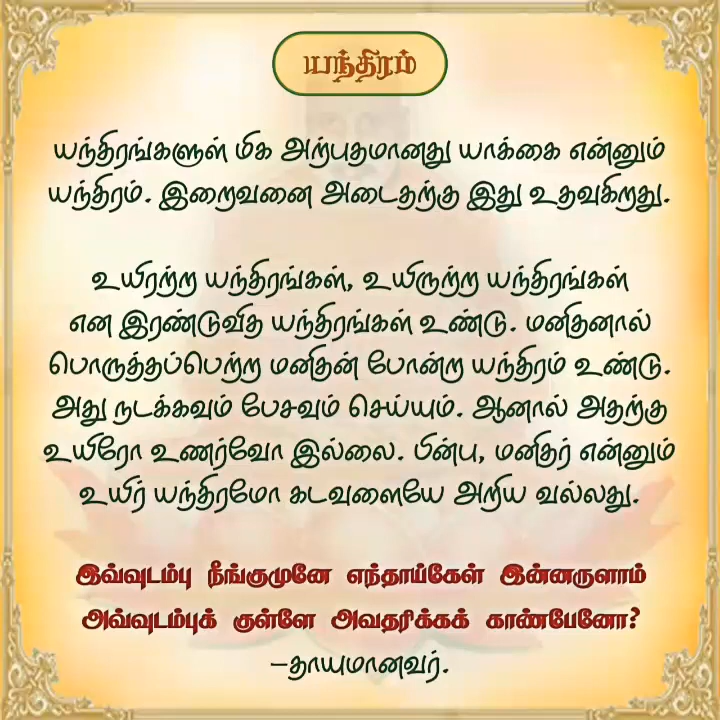 யந்திரம்
யந்திரங்களுள் மிக அற்புதமானது யாக்கை என்னும்
யந்திரம். இறைவனை அடைதற்கு இது உதவுகிறது.
உயிரற்ற யந்திரங்கள், உயிருற்ற யந்திரங்கள்
என இரண்டுவித யந்திரங்கள் உண்டு. மனிதனால்
பொருத்தப்பெற்ற மனிதன் போன்ற யந்திரம் உண்டு.
அது நடக்கவும் பேசவும் செய்யும். ஆனால் அதற்கு
உயிரோ உணர்வோ இல்லை. பின்பு, மனிதர் என்னும்
உயிர் யந்திரமோ கடவுளையே அறிய வல்லது.
இவ்வுடம்பு நீங்குமுனே எந்தாய்கேள் இன்னருளாம்
அவ்வுடம்புக் குள்ளே அவதரிக்கக் காண்பேனோ?
–தாயுமானவர்.